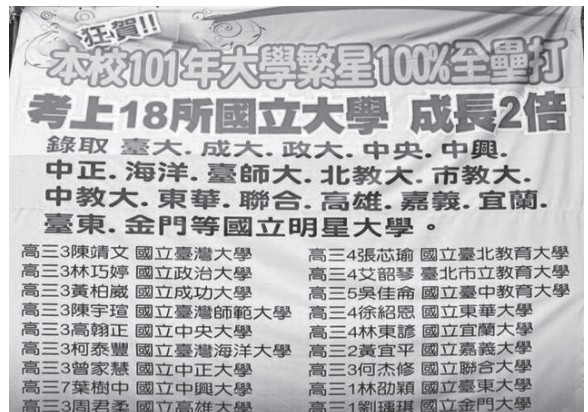 狂賀!!
本校101年大學繁星100%全壘打
考上18所國立大學 成長2倍
錄取 臺大.成大.政大.中央.中興.
中正.海洋.臺師大.北教大.市教大.
中教大.東華.聯合.高雄.嘉義.宜蘭.
臺東.金門等國立明星大學。
高三3陳靖文 國立臺灣大學
高三3林巧婷 國立政治大學
高三3黃柏崴 國立成功大學
高三3陳宇瑄 國立臺灣師範大學
高三3高翰正 國立中央大學
高三3柯泰豐 國立臺灣海洋大學
高三3曾家慧 國立中正大學
高三7葉樹中 國立中興大學
高三3周君柔 國立高雄大學
高三4張芯瑜 國立臺北教育大學
高三4艾韶琴 臺北市立教育大學
高三5吳佳侖 國立臺中教育大學
高三4徐紹恩 國立東華大學
高三4林東諺 國立宜蘭大學
高三2黃宜平 國立嘉義大學
高三3何杰修 國立聯合大學
高三1林劭穎 國立臺東大學
高三1劉瑀琪 國立金門大學